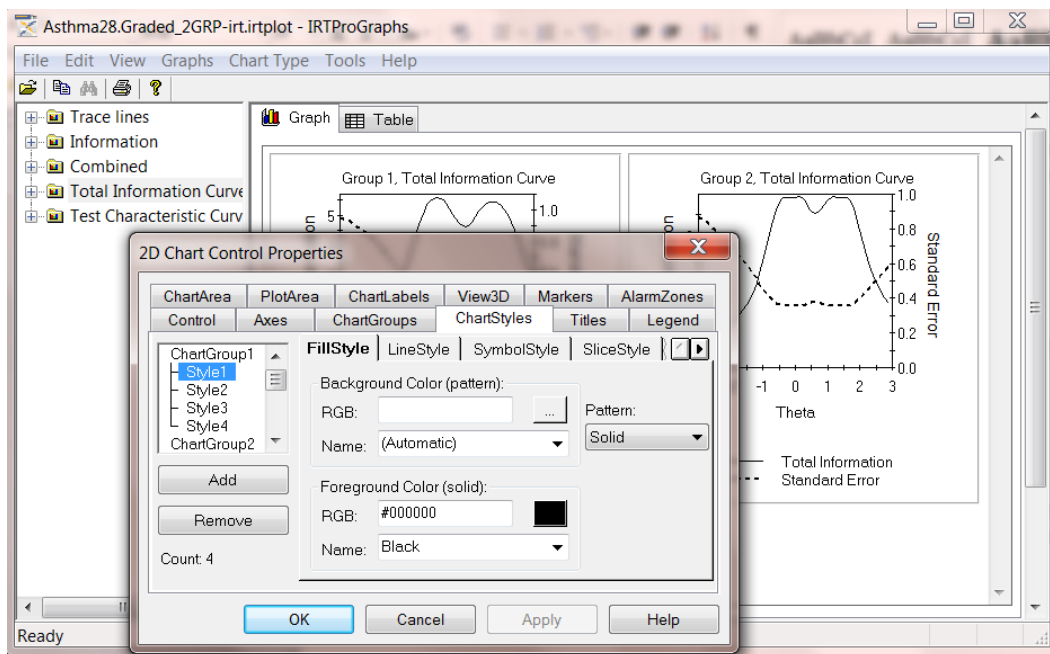 Asthma28.Graded_2GRP-irt.irtplot - IRTProGraphs
File Edit View Graphs Chart Type Tools Help
Trace lines
Information
Combined
Total Information Curve
Test Characteristic Curv
Graph Table
Group 1, Total Information Curve
5
1.0
Group 2, Total Information Curve
1.0
0.8
0.6
0.4
0.2
0.0
Standard Error
-1 0 1 2 3
Theta
Total Information
Standard Error
2D Chart Control Properties
ChartArea PlotArea ChartLabels View3D Markers AlarmZones
Control Axes ChartGroups ChartStyles Titles Legend
ChartGroup1
Style1
Style2
Style3
Style4
ChartGroup2
Add
Remove
Count: 4
FillStyle LineStyle SymbolStyle SliceStyle
Background Color (pattern):
RGB: ...
Name: (Automatic)
Pattern:
Solid
Foreground Color (solid):
RGB: #000000
Name: Black
OK Cancel Apply Help
Ready